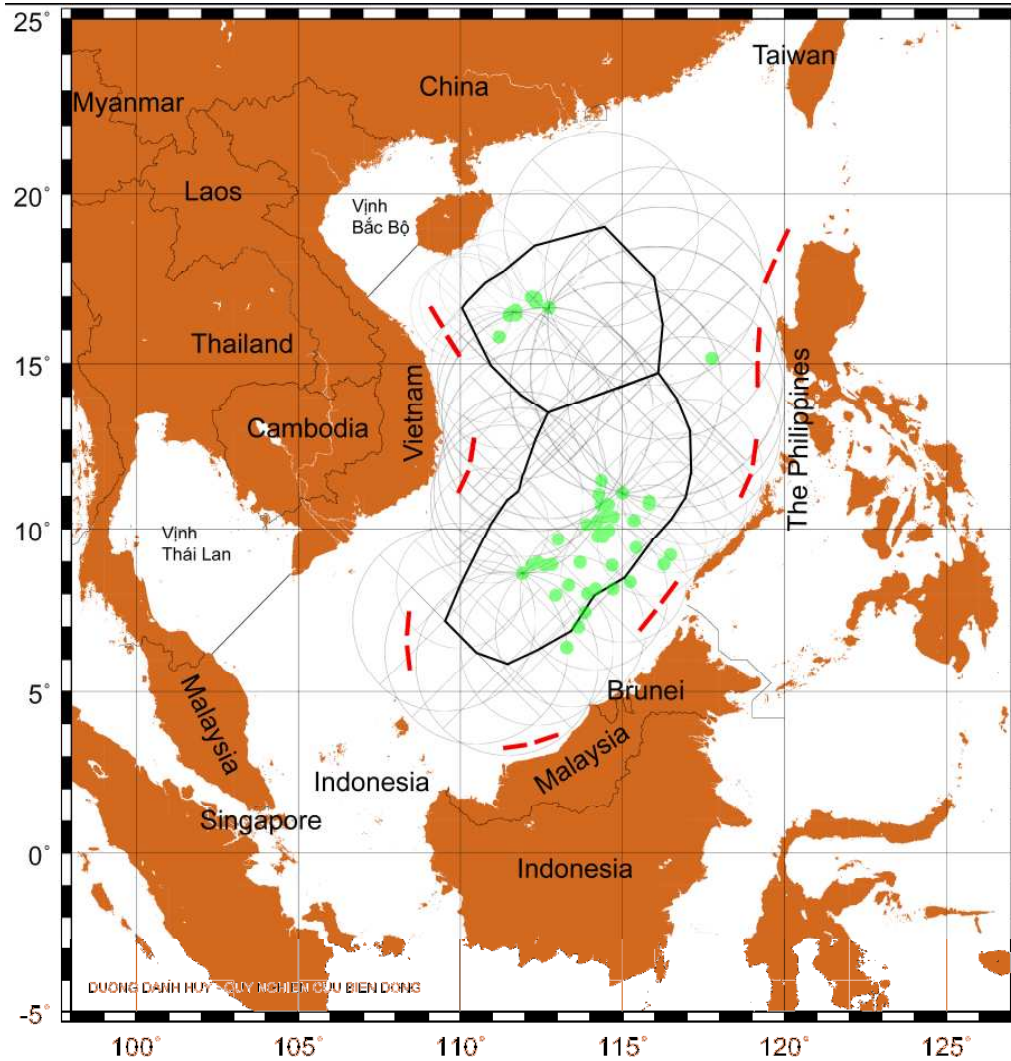 25°
Taiwan
China
Myanmar
20°
Laos
Vịnh
Bắc Bộ
Thailand
15°
Vietnam
Cambodia
The Philippines
10°
Vịnh
Thái Lan
5°
Malaysia
Brunei
Malaysia
Indonesia
Singapore
0°
Indonesia
DUONG DANH HUY - QUY NGHIEN CUU BIEN DONG
-5°
100°
105°
110°
115°
120°
125°